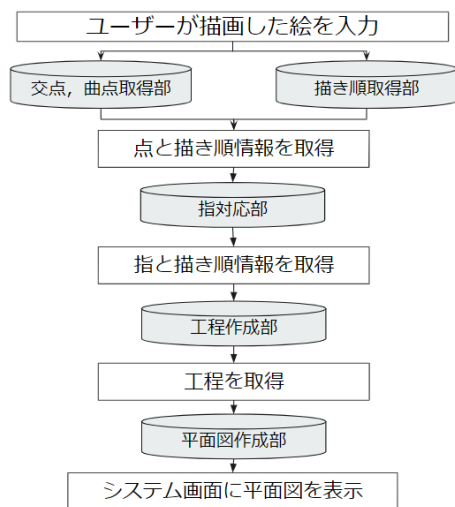 ユーザーが描画した絵を入力
交点，曲点取得部
描き順取得部
点と描き順情報を取得
指対応部
指と描き順情報を取得
工程作成部
工程を取得
平面図作成部
システム画面に平面図を表示